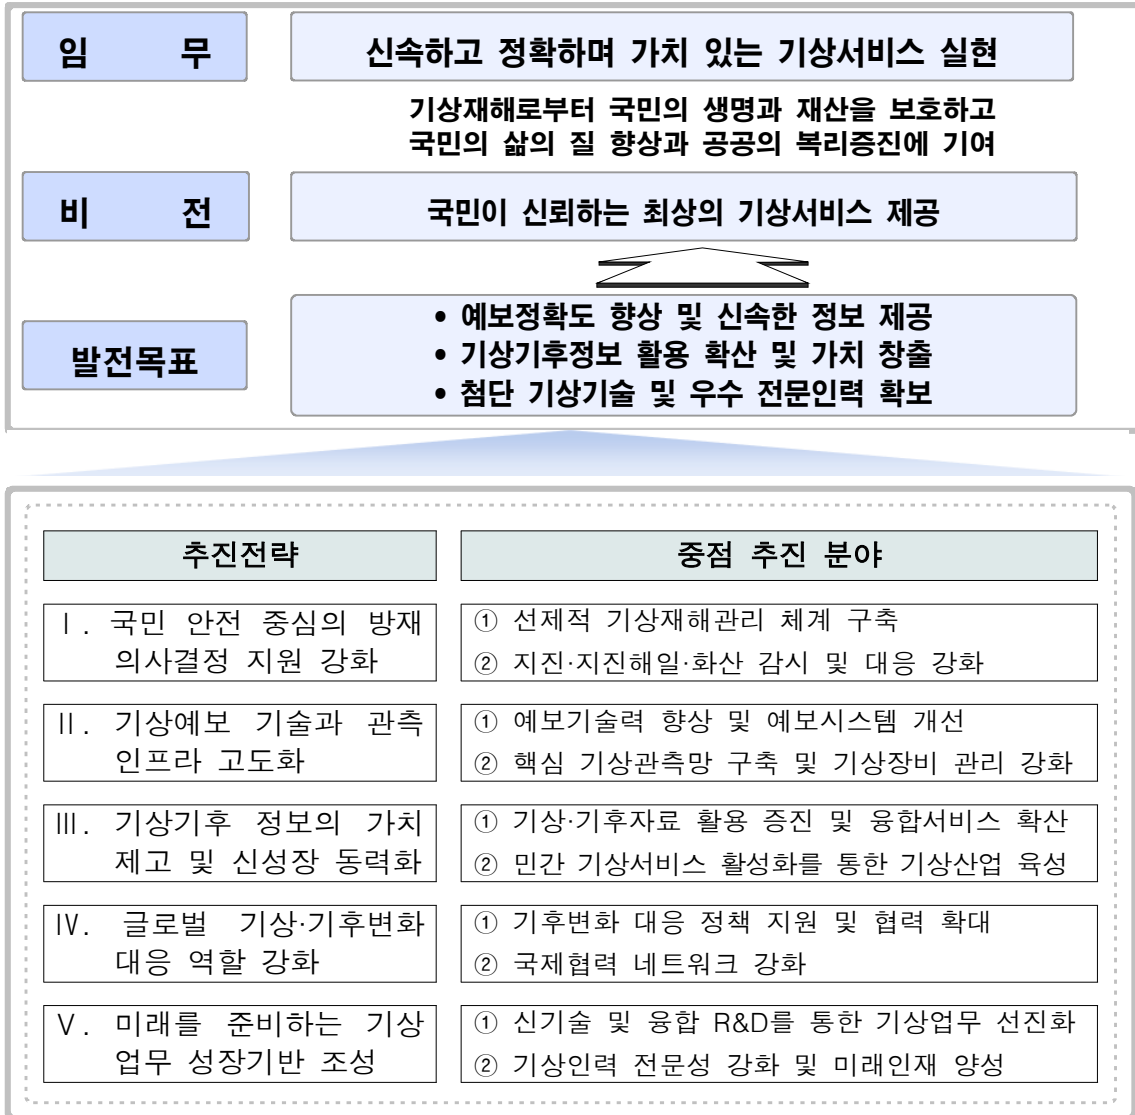 임 무
신속하고 정확하며 가치 있는 기상서비스 실현
기상재해로부터 국민의 생명과 재산을 보호하고
국민의 삶의 질 향상과 공공의 복리증진에 기여
비 전
국민이 신뢰하는 최상의 기상서비스 제공
발전목표
• 예보정확도 향상 및 신속한 정보 제공
• 기상기후정보 활용 확산 및 가치 창출
• 첨단 기상기술 및 우수 전문인력 확보
추진전략
중점 추진 분야
Ⅰ. 국민 안전 중심의 방재
의사결정 지원 강화
① 선제적 기상재해관리 체계 구축
② 지진·지진해일·화산 감시 및 대응 강화
Ⅱ. 기상예보 기술과 관측
인프라 고도화
① 예보기술력 향상 및 예보시스템 개선
② 핵심 기상관측망 구축 및 기상장비 관리 강화
Ⅲ. 기상기후 정보의 가치
제고 및 신성장 동력화
① 기상·기후자료 활용 증진 및 융합서비스 확산
② 민간 기상서비스 활성화를 통한 기상산업 육성
Ⅳ. 글로벌 기상·기후변화
대응 역할 강화
① 기후변화 대응 정책 지원 및 협력 확대
② 국제협력 네트워크 강화
Ⅴ. 미래를 준비하는 기상
업무 성장기반 조성
① 신기술 및 융합 R&D를 통한 기상업무 선진화
② 기상인력 전문성 강화 및 미래인재 양성